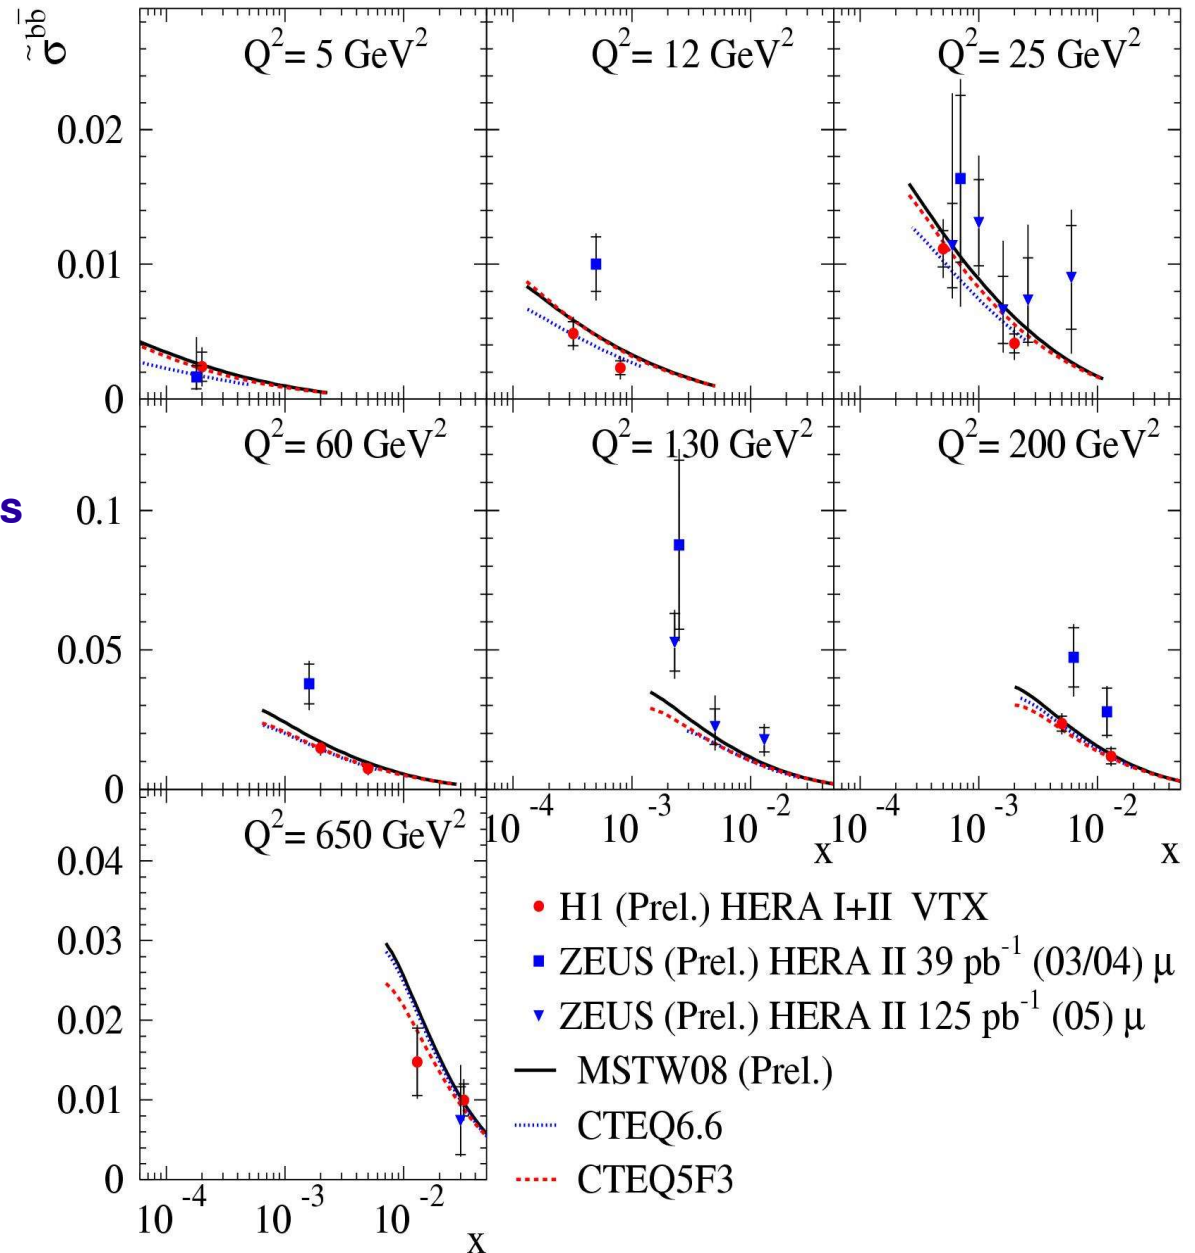 σ̃^bb̄
Q²= 5 GeV² Q²= 12 GeV² Q²= 25 GeV²
0.02
0.01
0
Q²= 60 GeV² Q²= 130 GeV² Q²= 200 GeV²
s
0.1
0.05
0
10⁻⁴ 10⁻³ 10⁻² 10⁻⁴ 10⁻³ 10⁻²
x x
Q²= 650 GeV²
0.04
0.03
0.02
0.01
0
10⁻⁴ 10⁻³ 10⁻²
x
H1 (Prel.) HERA I+II VTX
ZEUS (Prel.) HERA II 39 pb⁻¹ (03/04) μ
ZEUS (Prel.) HERA II 125 pb⁻¹ (05) μ
MSTW08 (Prel.)
CTEQ6.6
CTEQ5F3